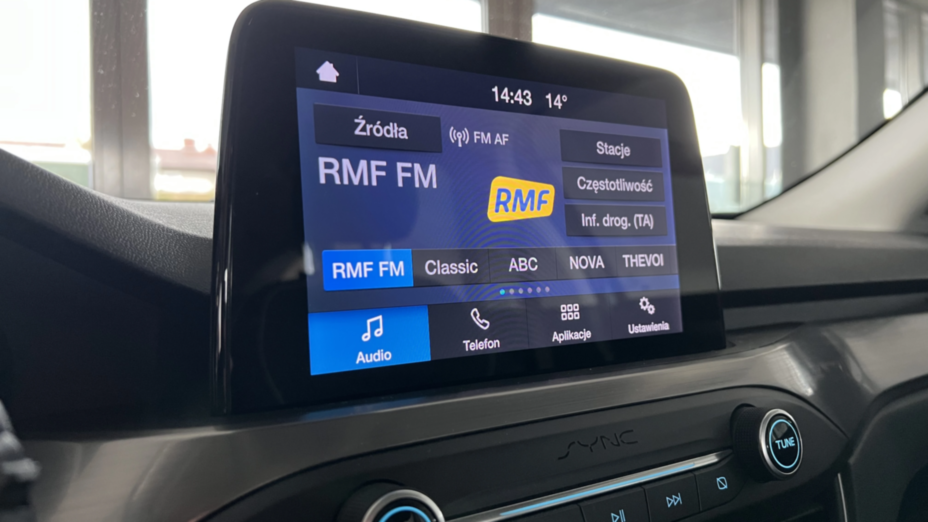 14:43 14°
Źródła
FM AF
Stacje
RMF FM
RMF
Częstotliwość
Inf. drog. (TA)
RMF FM Classic ABC NOVA THEVOI
Audio Telefon Aplikacje Ustawienia
SYNC
TUNE